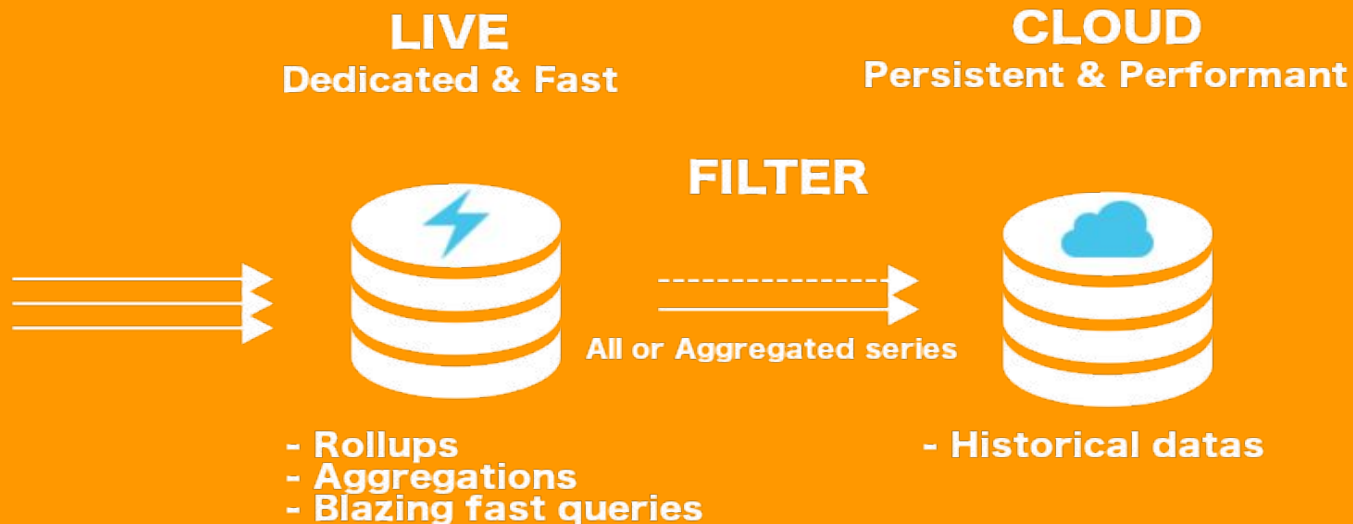 LIVE
Dedicated & Fast
CLOUD
Persistent & Performant
FILTER
All or Aggregated series
- Rollups
- Aggregations
- Blazing fast queries
- Historical datas